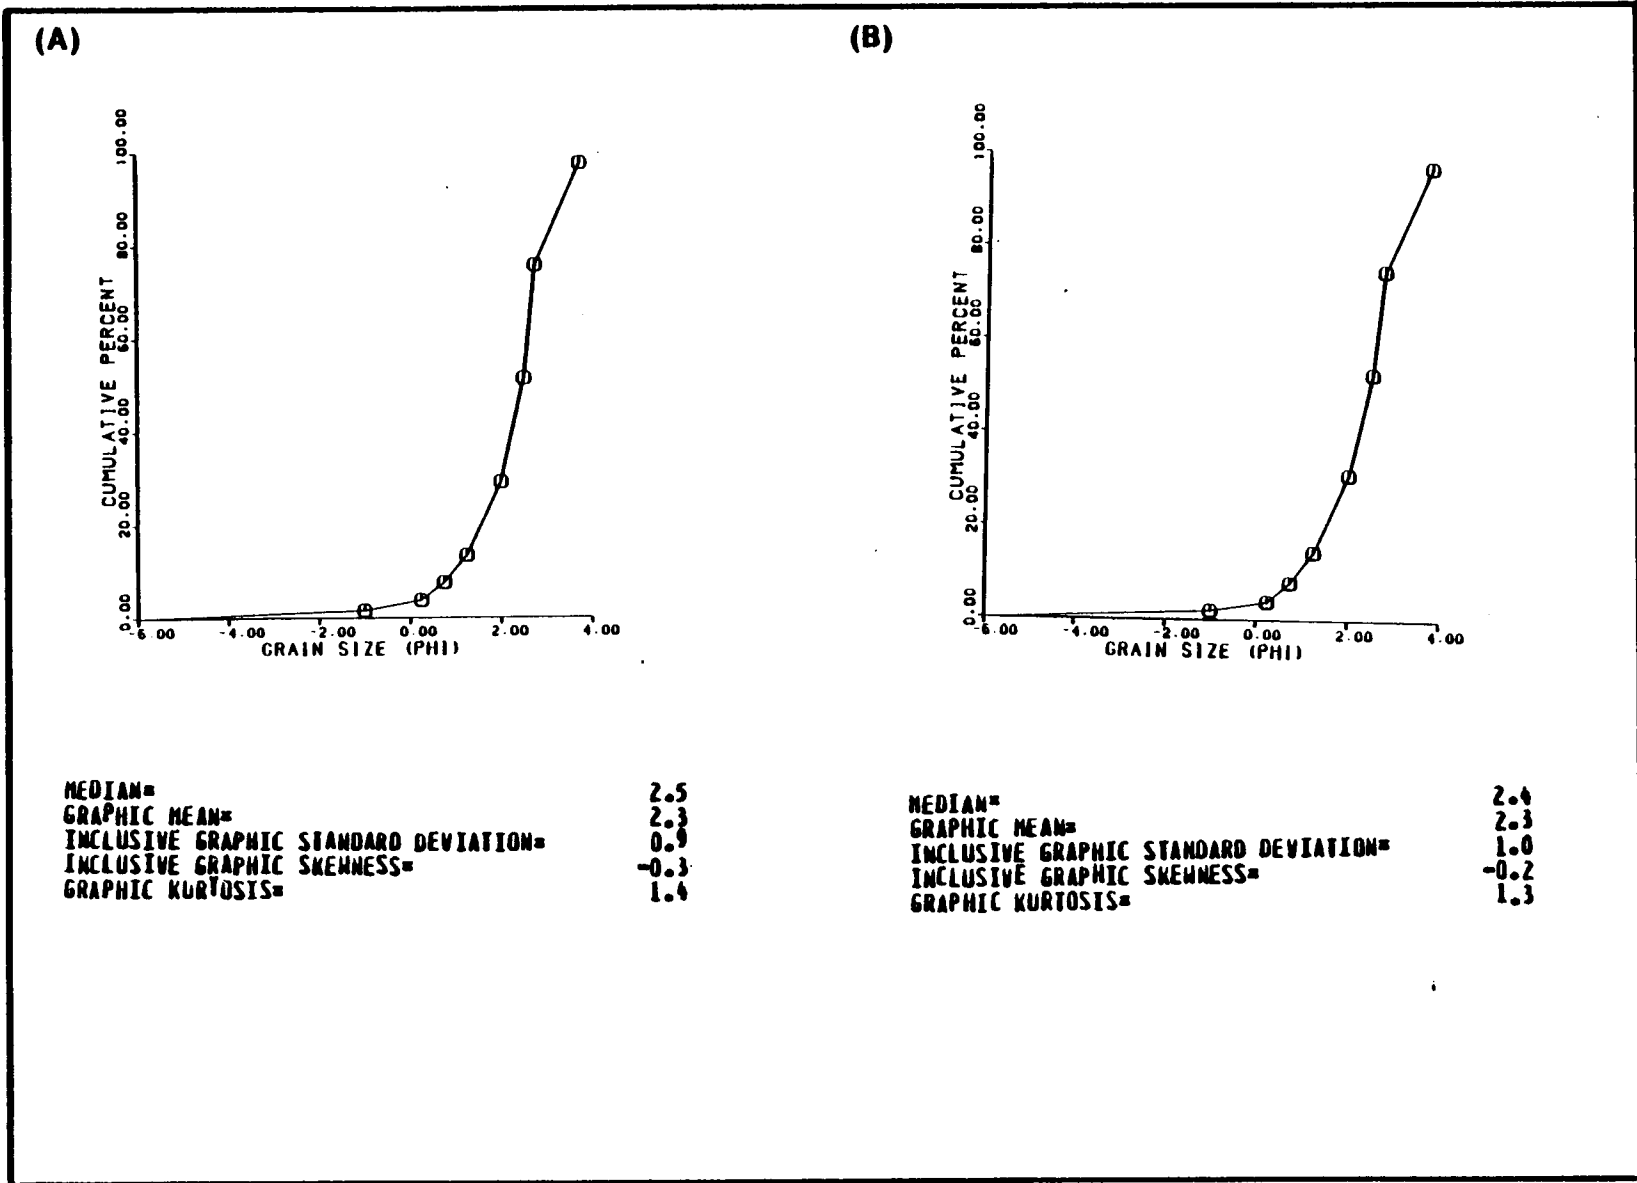 (A)
(B)
100.00
80.00
60.00
40.00
20.00
0.00
CUMULATIVE PERCENT
-6.00 -4.00 -2.00 0.00 2.00 4.00
GRAIN SIZE (PHI)
100.00
80.00
60.00
40.00
20.00
0.00
CUMULATIVE PERCENT
-6.00 -4.00 -2.00 0.00 2.00 4.00
GRAIN SIZE (PHI)
MEDIAN= 2.5
GRAPHIC MEAN= 2.3
INCLUSIVE GRAPHIC STANDARD DEVIATION= 0.9
INCLUSIVE GRAPHIC SKEWNESS= -0.3
GRAPHIC KURTOSIS= 1.4
MEDIAN= 2.4
GRAPHIC MEAN= 2.3
INCLUSIVE GRAPHIC STANDARD DEVIATION= 1.0
INCLUSIVE GRAPHIC SKEWNESS= -0.2
GRAPHIC KURTOSIS= 1.3